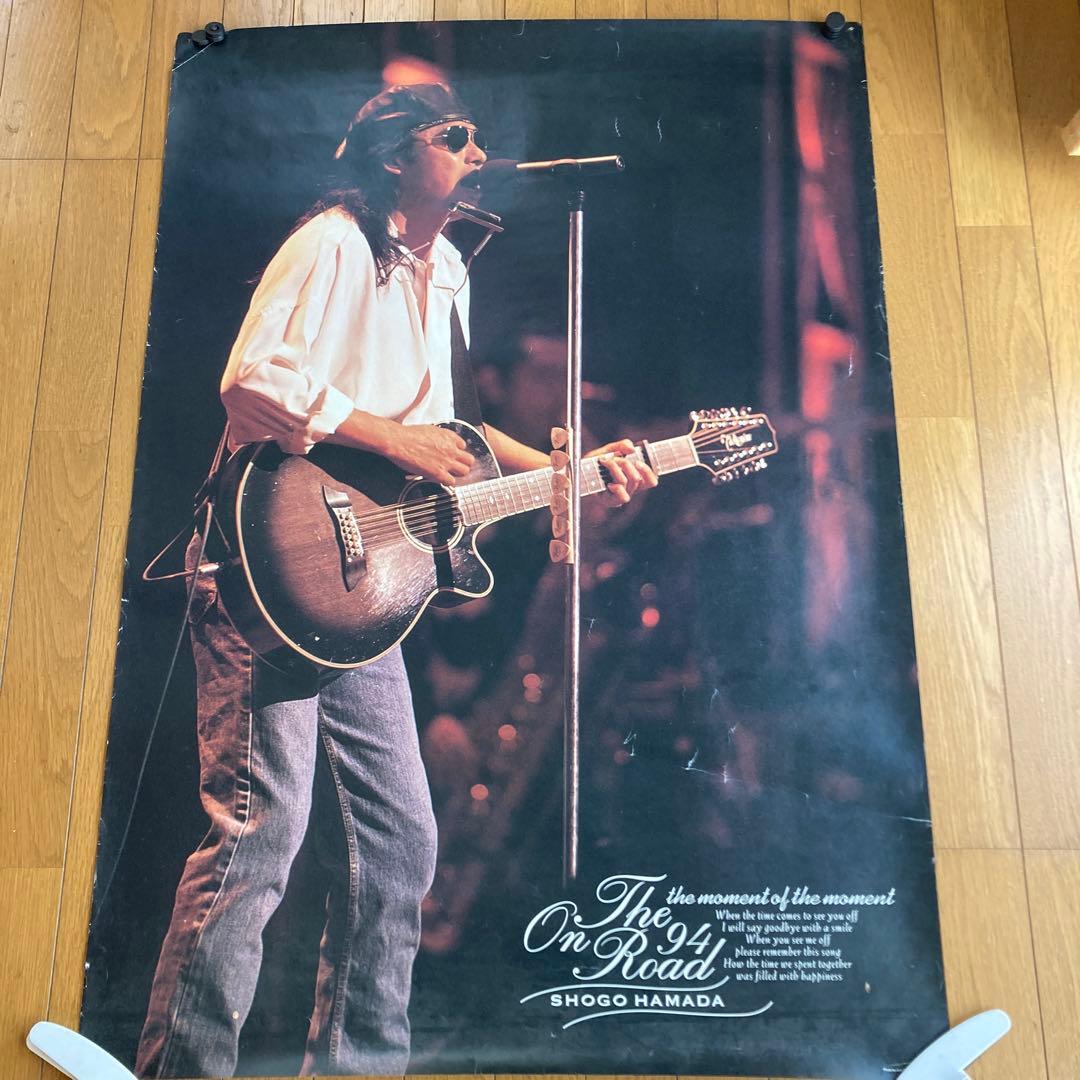 the moment of the moment
The
On 94
Road
When the time comes to see you off
I will say goodbye with a smile
When you see me off
please remember this song
How the time we spent together
was filled with happiness
SHOGO HAMADA